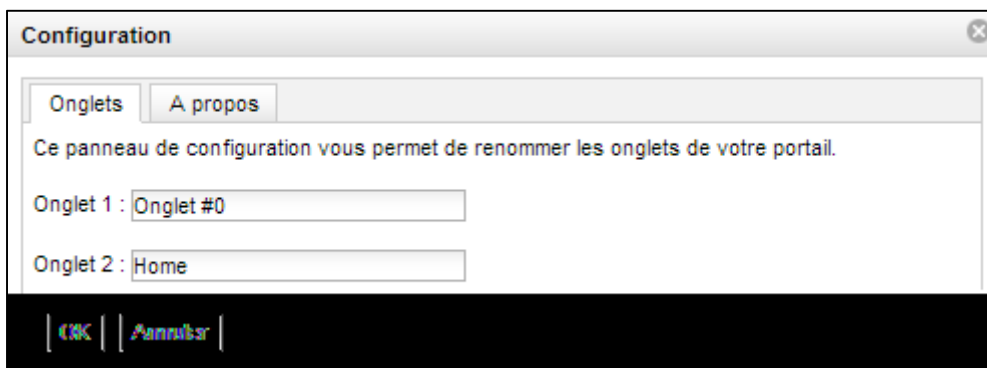 Configuration
Onglets A propos
Ce panneau de configuration vous permet de renommer les onglets de votre portail.
Onglet 1 : Onglet #0
Onglet 2 : Home
OK Annuler